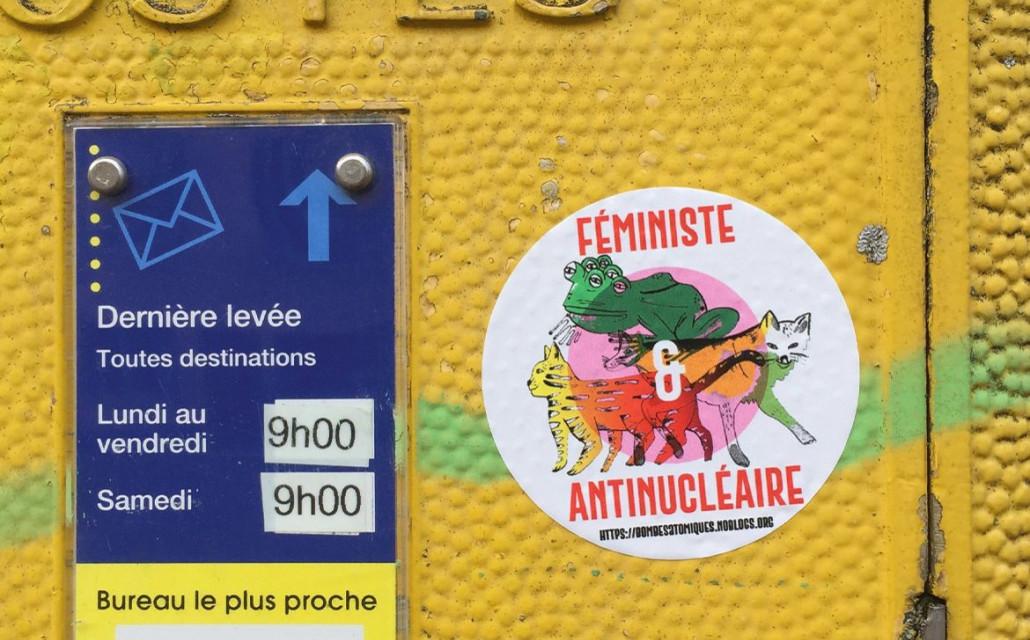 Dernière levée
Toutes destinations
Lundi au
vendredi
9h00
Samedi
9h00
Bureau le plus proche
FÉMINISTE
&
ANTINUCLÉAIRE
HTTPS://BOMBESATOMIQUES.NOBLOGS.ORG